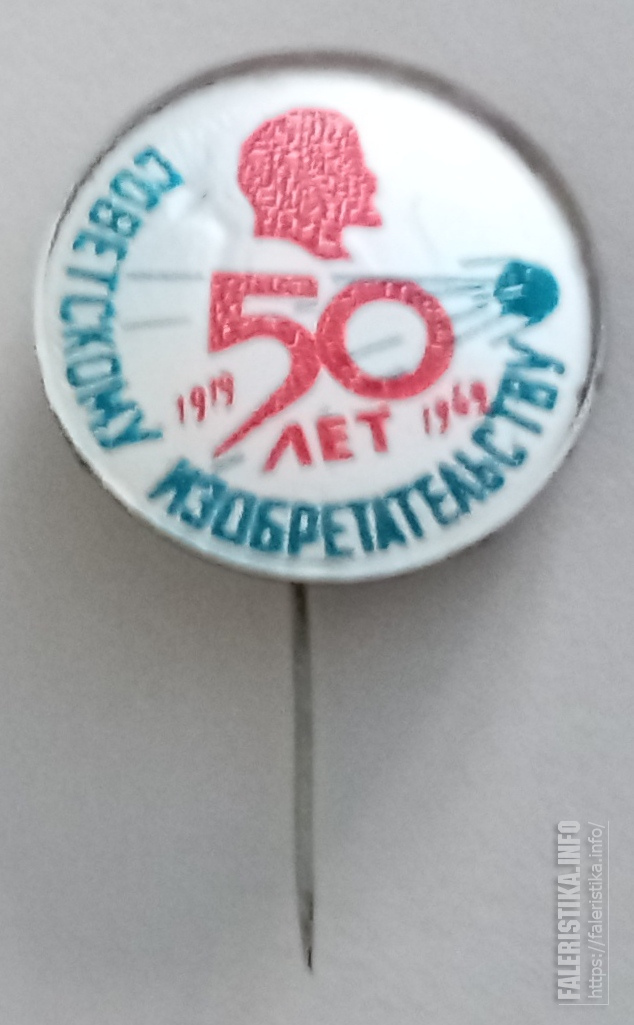 СОВЕТСКОМУ ИЗОБРЕТАТЕЛЬСТВУ
50
1919 ЛЕТ 1969
FALERISTIKA.INFO
https://faleristika.info/